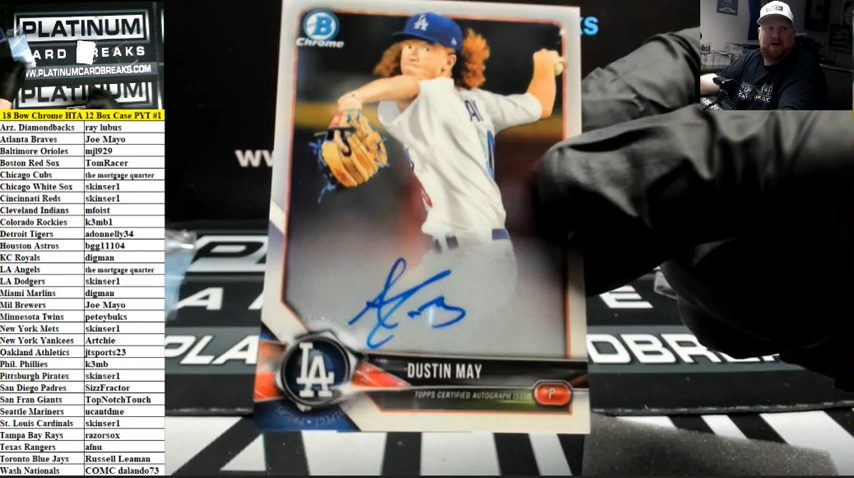 PLATINUM
CARD BREAKS
WWW.PLATINUMCARDBREAKS.COM
PLATINUM
18 Bow Chrome HTA 12 Box Case PYT #1
Arz. Diamondbacks ray lubus
Atlanta Braves Joe Mayo
Baltimore Orioles mjl929
Boston Red Sox TomRacer
Chicago Cubs the mortgage quarter
Chicago White Sox skinser1
Cincinnati Reds skinser1
Cleveland Indians mfoist
Colorado Rockies k3mb1
Detroit Tigers adonnelly34
Houston Astros bgg11104
KC Royals digman
LA Angels the mortgage quarter
LA Dodgers skinser1
Miami Marlins digman
Mil Brewers Joe Mayo
Minnesota Twins peteybuks
New York Mets skinser1
New York Yankees Artchie
Oakland Athletics jtsports23
Phil. Phillies k3mb
Pittsburgh Pirates skinser1
San Diego Padres SizzFractor
San Fran Giants TopNotchTouch
Seattle Mariners ucantdme
St. Louis Cardinals skinser1
Tampa Bay Rays razorsox
Texas Rangers afnu
Toronto Blue Jays Russell Leaman
Wash Nationals COMC dalando73
B
Chrome
LA
LA
DUSTIN MAY
TOPPS CERTIFIED AUTOGRAPH ISSUE
P